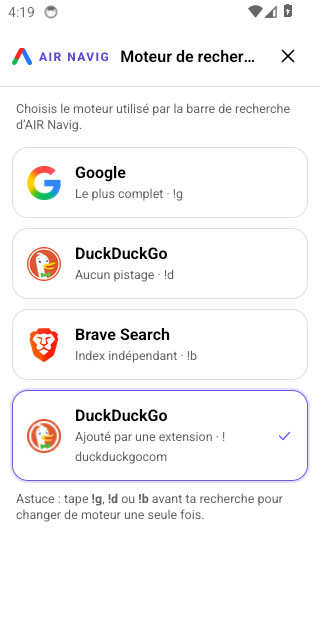 4:19
AIR NAVIG Moteur de recher…
Choisis le moteur utilisé par la barre de recherche
d'AIR Navig.
Google
Le plus complet · !g
DuckDuckGo
Aucun pistage · !d
Brave Search
Index indépendant · !b
DuckDuckGo
Ajouté par une extension · !
duckduckgocom
Astuce : tape !g, !d ou !b avant ta recherche pour
changer de moteur une seule fois.